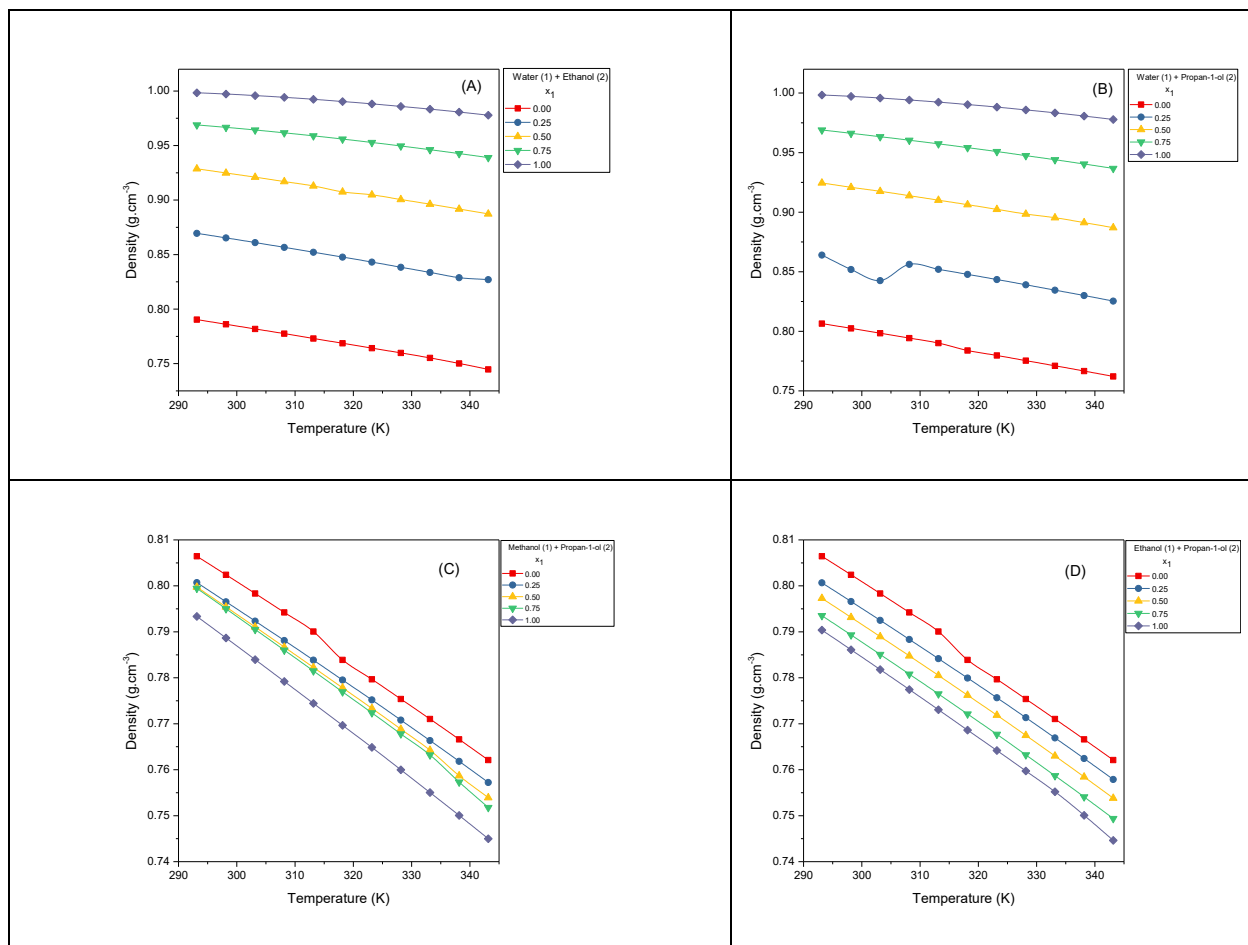 (A)
Water (1) + Ethanol (2)
x1
0.00
0.25
0.50
0.75
1.00
1.00
0.95
0.90
0.85
0.80
0.75
Density (g.cm-3)
290 300 310 320 330 340
Temperature (K)
(B)
Water (1) + Propan-1-ol (2)
x1
0.00
0.25
0.50
0.75
1.00
1.00
0.95
0.90
0.85
0.80
0.75
Density (g.cm-3)
290 300 310 320 330 340
Temperature (K)
(C)
Methanol (1) + Propan-1-ol (2)
x1
0.00
0.25
0.50
0.75
1.00
0.81
0.80
0.79
0.78
0.77
0.76
0.75
0.74
Density (g.cm-3)
290 300 310 320 330 340
Temperature (K)
(D)
Ethanol (1) + Propan-1-ol (2)
x1
0.00
0.25
0.50
0.75
1.00
0.81
0.80
0.79
0.78
0.77
0.76
0.75
0.74
Density (g.cm-3)
290 300 310 320 330 340
Temperature (K)